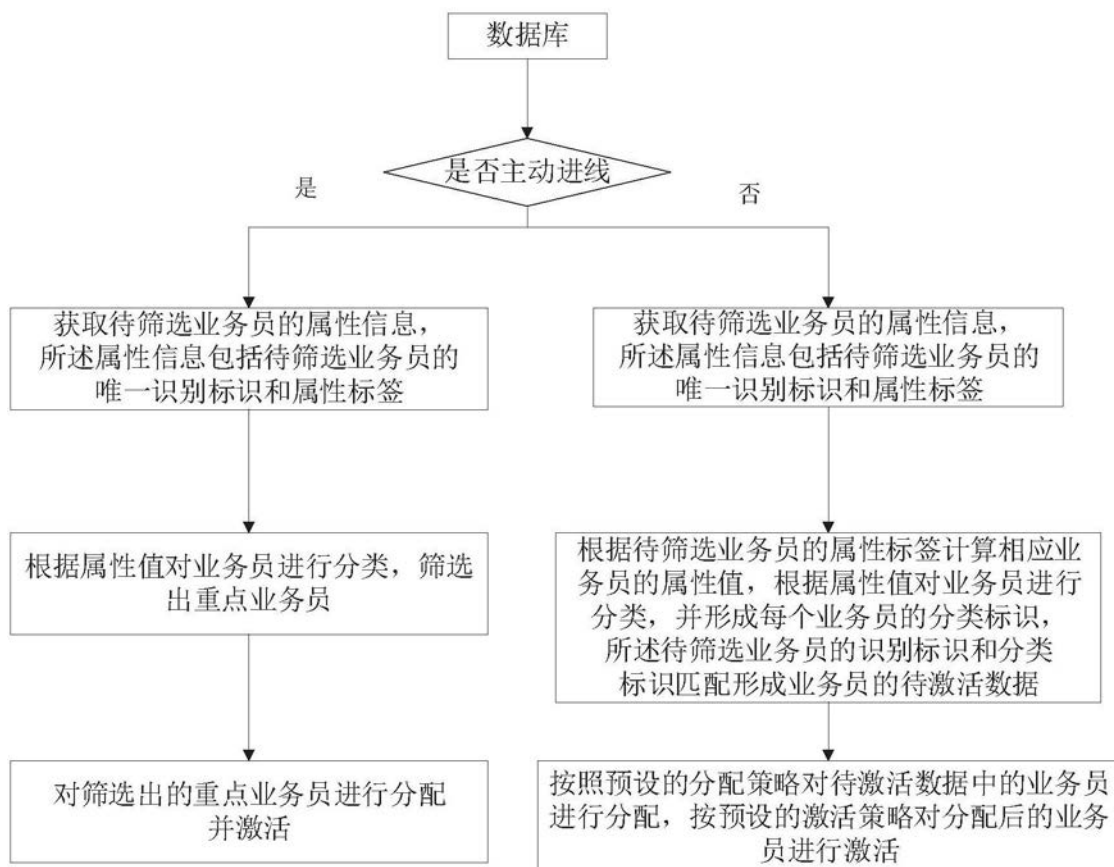 数据库
是否主动进线
是
否
获取待筛选业务员的属性信息，
所述属性信息包括待筛选业务员的
唯一识别标识和属性标签
获取待筛选业务员的属性信息，
所述属性信息包括待筛选业务员的
唯一识别标识和属性标签
根据属性值对业务员进行分类，筛选
出重点业务员
根据待筛选业务员的属性标签计算相应业
务员的属性值，根据属性值对业务员进行
分类，并形成每个业务员的分类标识，
所述待筛选业务员的识别标识和分类
标识匹配形成业务员的待激活数据
对筛选出的重点业务员进行分配
并激活
按照预设的分配策略对待激活数据中的业务员
进行分配，按预设的激活策略对分配后的业务
员进行激活